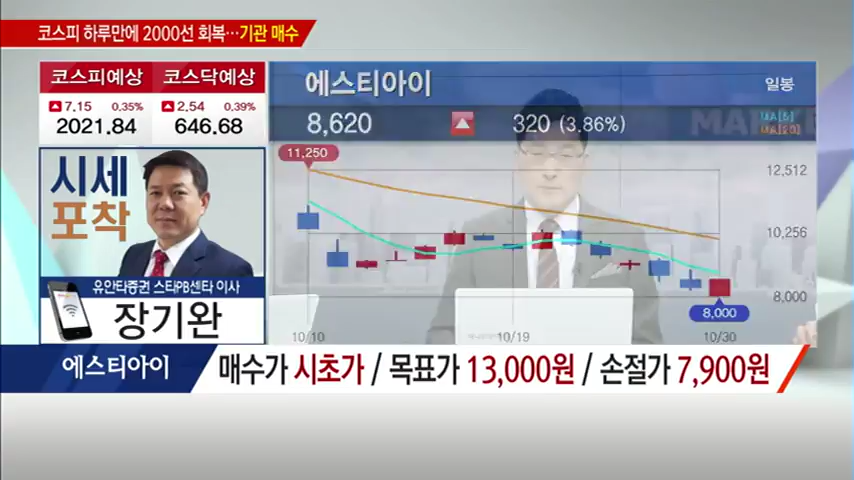 코스피 하루만에 2000선 회복…기관 매수
코스피예상 코스닥예상
7.15 0.35% 2.54 0.39%
2021.84 646.68
에스티아이 일봉
8,620 320 (3.86%)
MA[5]
MA[20]
11,250
12,512
10,256
8,000
8,000
10/10 10/19 10/30
시세
포착
유안타증권 스타PB센타 이사
장기완
에스티아이 매수가 시초가 / 목표가 13,000원 / 손절가 7,900원